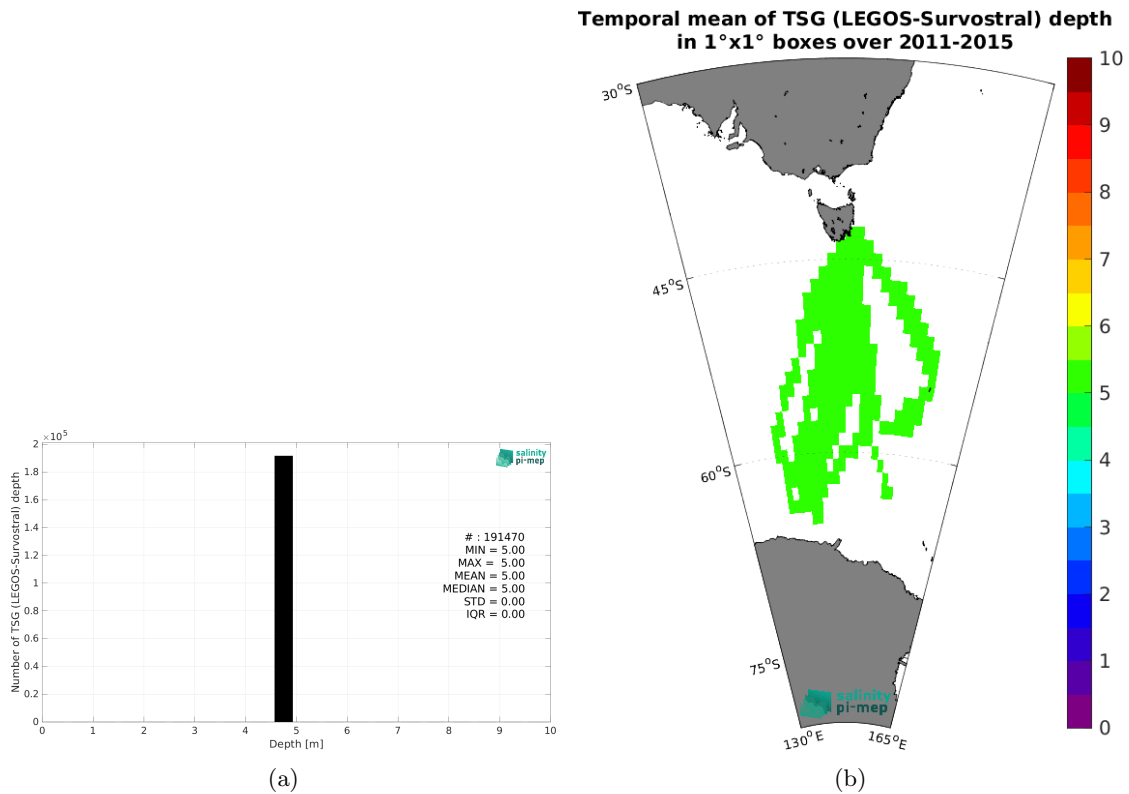 ×10⁵
2
1.8
1.6
1.4
1.2
1
0.8
0.6
0.4
0.2
0
Number of TSG (LEGOS-Survostral) depth
salinity
pi-mep
# : 191470
MIN = 5.00
MAX = 5.00
MEAN = 5.00
MEDIAN = 5.00
STD = 0.00
IQR = 0.00
0 1 2 3 4 5 6 7 8 9 10
Depth [m]
(a)
Temporal mean of TSG (LEGOS-Survostral) depth
in 1°x1° boxes over 2011-2015
30°S
45°S
60°S
75°S
130°E
165°E
salinity
pi-mep
10
9
8
7
6
5
4
3
2
1
0
(b)